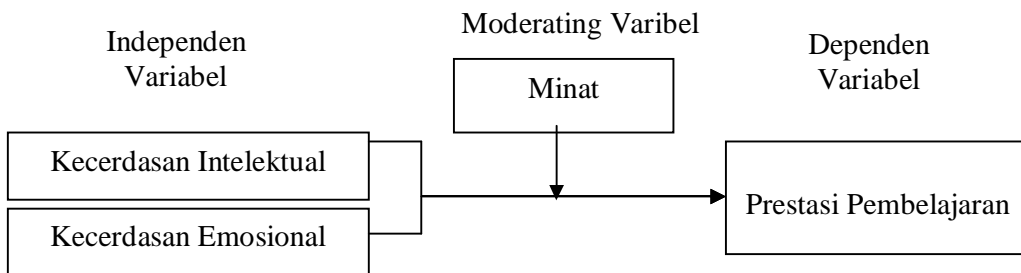 Independen
Variabel
Moderating Varibel
Dependen
Variabel
Minat
Kecerdasan Intelektual
Kecerdasan Emosional
Prestasi Pembelajaran